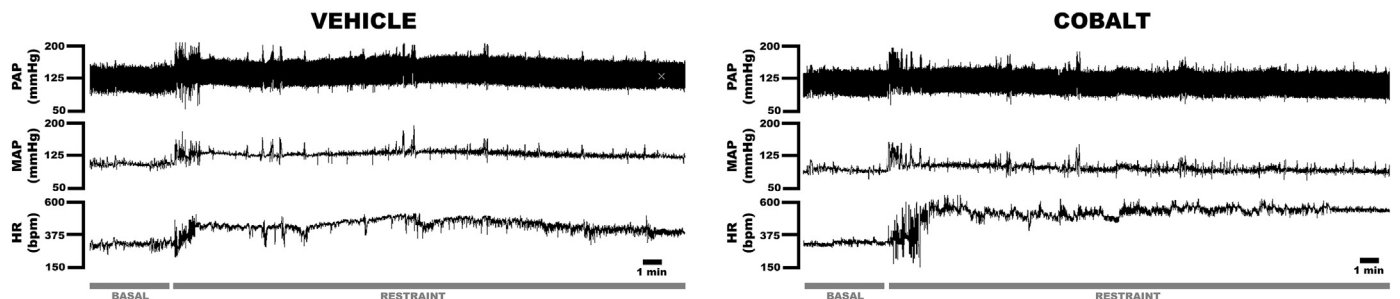 VEHICLE
PAP
(mmHg)
200
125
50
MAP
(mmHg)
200
125
50
HR
(bpm)
600
375
150
1 min
BASAL
RESTRAINT
COBALT
PAP
(mmHg)
200
125
50
MAP
(mmHg)
200
125
50
HR
(bpm)
600
375
150
1 min
BASAL
RESTRAINT